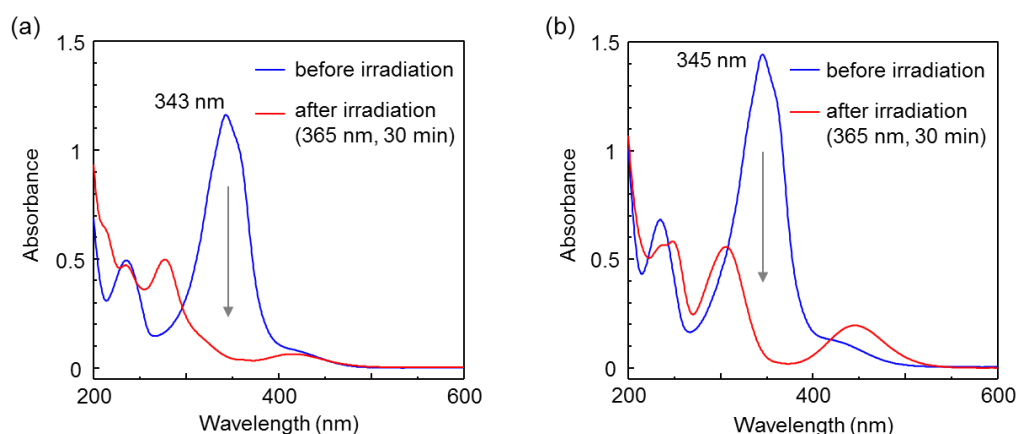 (a)
1.5
1
0.5
0
Absorbance
343 nm
before irradiation
after irradiation
(365 nm, 30 min)
200
400
600
Wavelength (nm)
(b)
1.5
1
0.5
0
Absorbance
345 nm
before irradiation
after irradiation
(365 nm, 30 min)
200
400
600
Wavelength (nm)